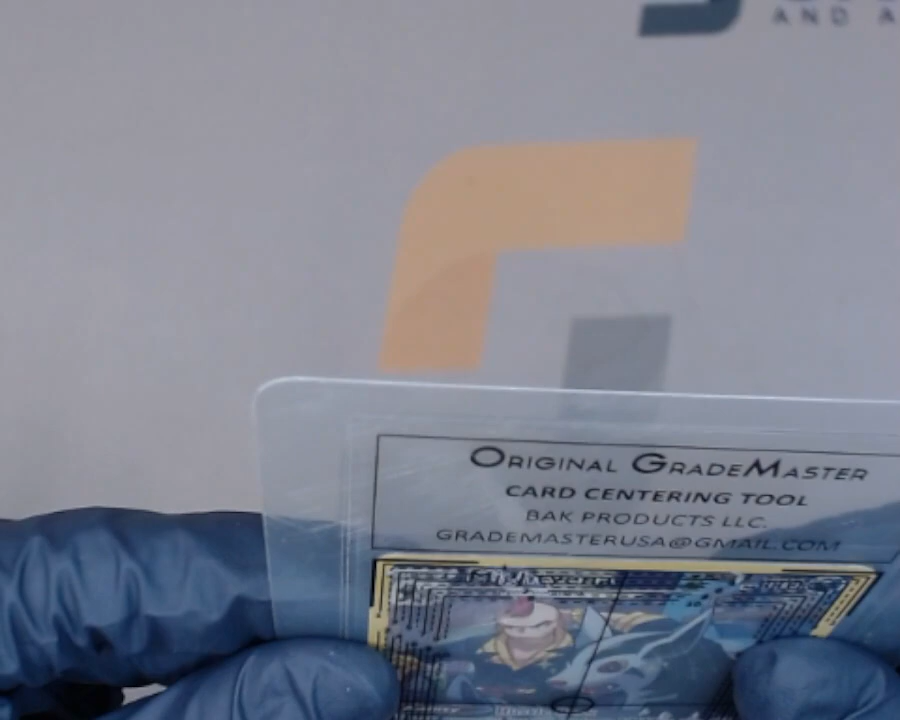 AND A
ORIGINAL GRADEMASTER
CARD CENTERING TOOL
BAK PRODUCTS LLC.
GRADEMASTERUSA@GMAIL.COM